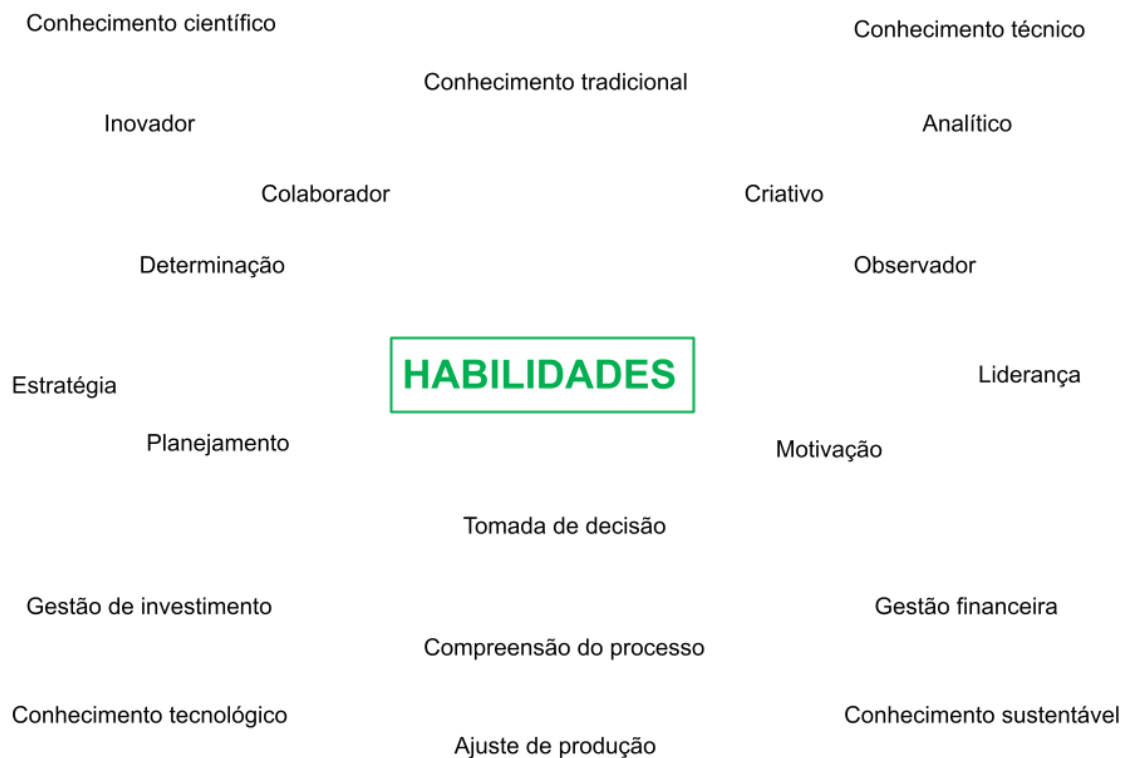 Conhecimento científico
Conhecimento técnico
Conhecimento tradicional
Inovador
Analítico
Colaborador
Criativo
Determinação
Observador
HABILIDADES
Estratégia
Liderança
Planejamento
Motivação
Tomada de decisão
Gestão de investimento
Gestão financeira
Compreensão do processo
Conhecimento tecnológico
Conhecimento sustentável
Ajuste de produção